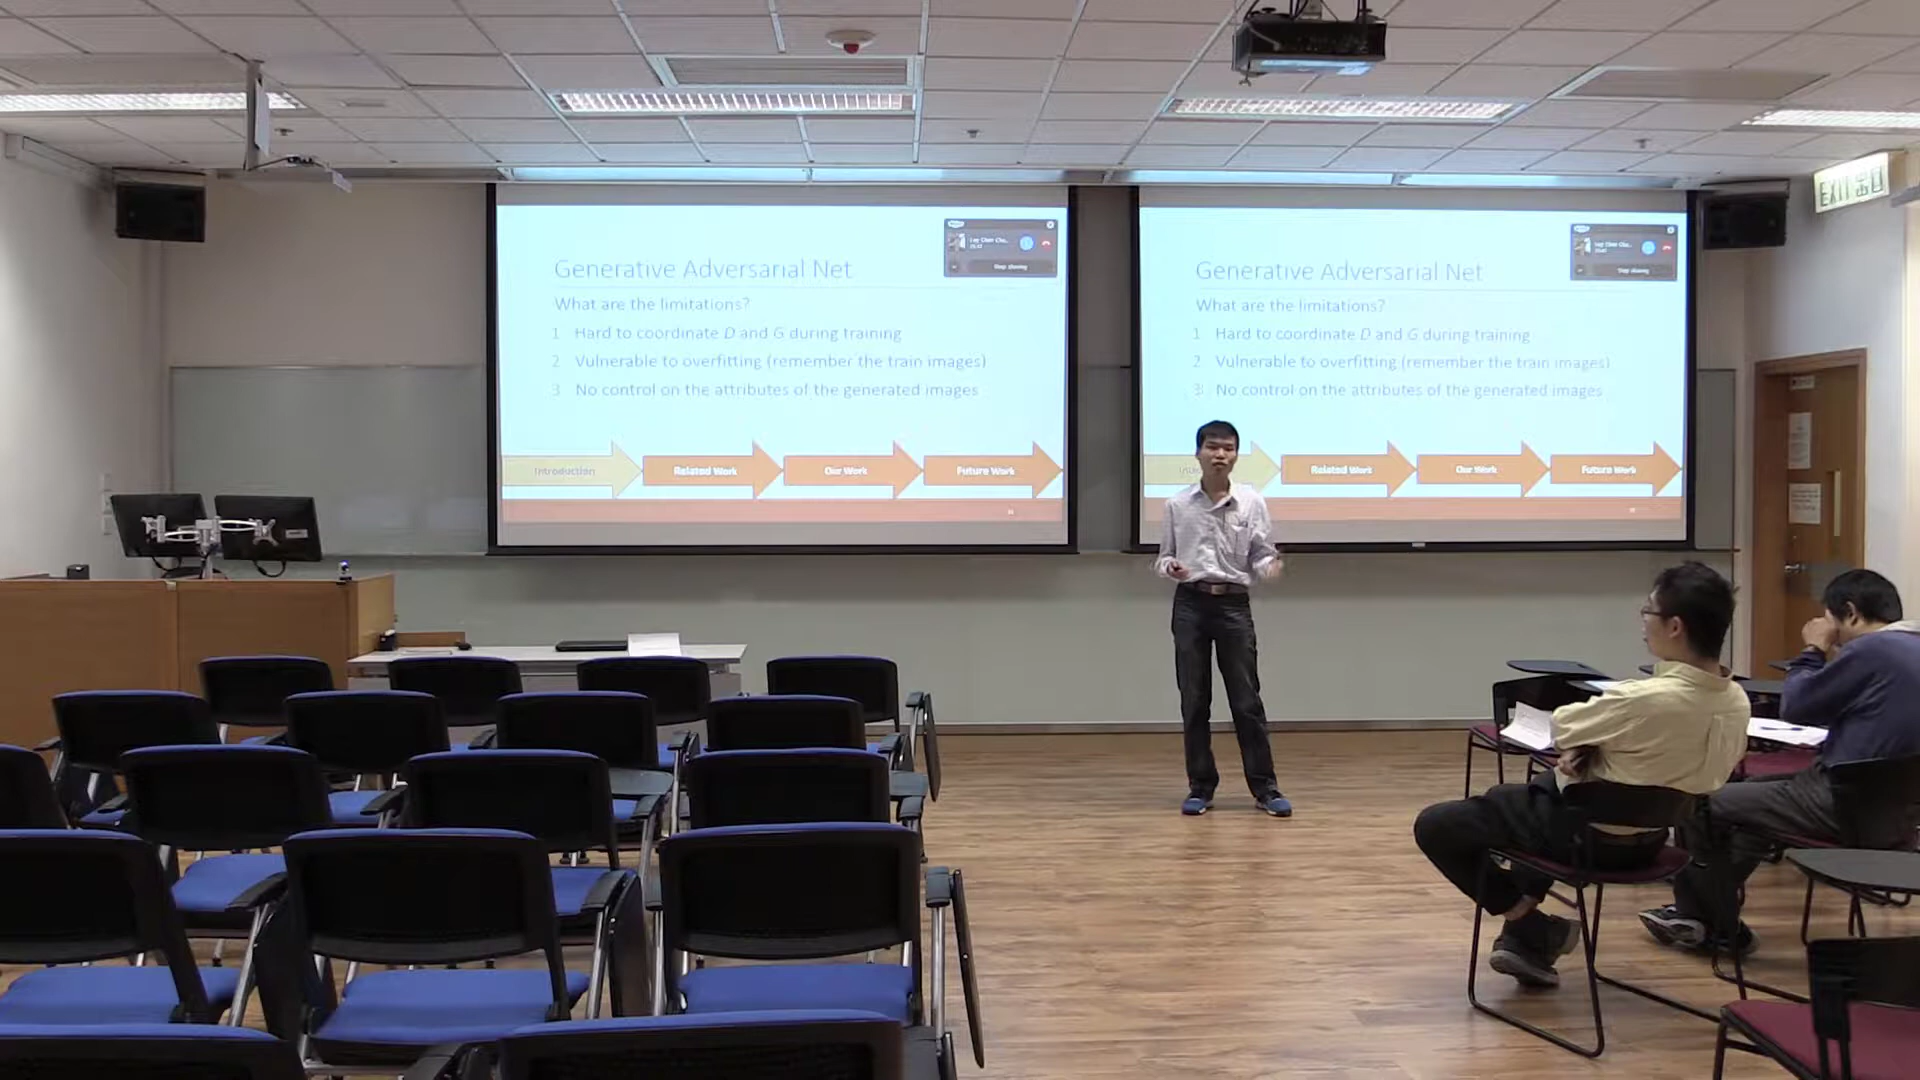 EXIT 出口
Generative Adversarial Net
What are the limitations?
1 Hard to coordinate D and G during training
2 Vulnerable to overfitting (remember the train images)
3 No control on the attributes of the generated images
Introduction
Related Work
Our Work
Future Work
Stop sharing
Generative Adversarial Net
What are the limitations?
1 Hard to coordinate D and G during training
2 Vulnerable to overfitting (remember the train images)
3 No control on the attributes of the generated images
Related Work
Our Work
Future Work
Stop sharing